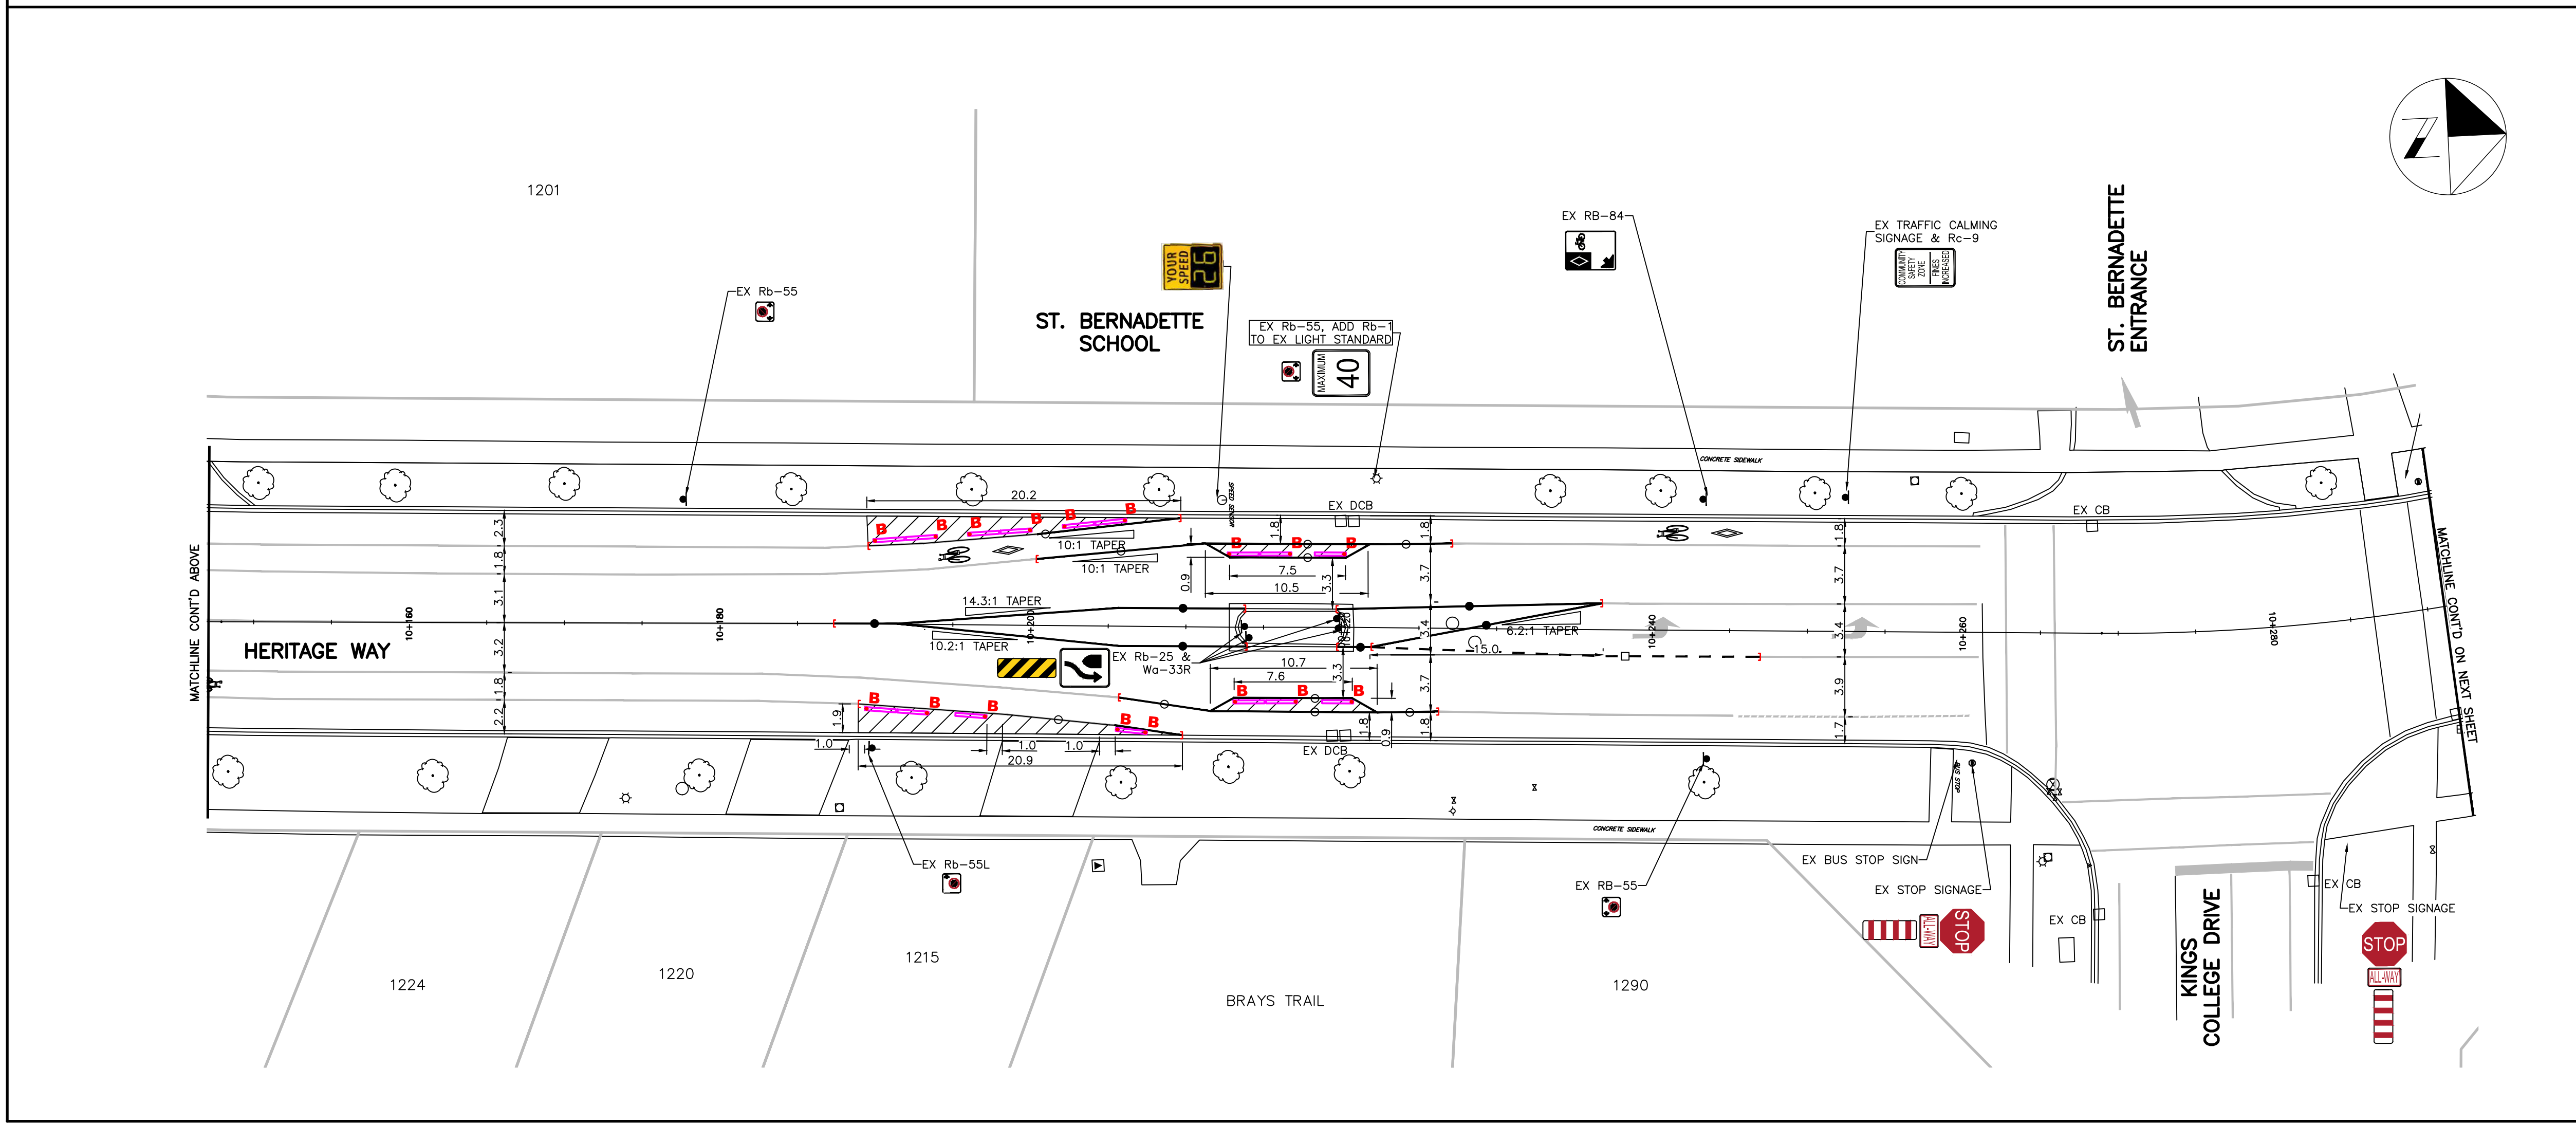 1201
EX Rb-55
YOUR
SPEED
26
ST. BERNADETTE
SCHOOL
EX Rb-55, ADD Rb-1
TO EX LIGHT STANDARD
MAXIMUM
40
EX RB-84
EX TRAFFIC CALMING
SIGNAGE & Rc-9
COMMUNITY
SAFETY
ZONE
FINES
INCREASED
ST. BERNADETTE
ENTRANCE
Z
CONCRETE SIDEWALK
SPEED SENSOR
EX DCB
EX CB
20.2
2.3
1.8
3.1
3.2
1.8
2.2
B
B
B
B
B
B
10:1 TAPER
10:1 TAPER
1.8
B
B
B
7.5
10.5
0.9
3.3
1.8
3.7
3.4
3.7
1.8
1.8
3.7
3.4
3.9
1.7
MATCHLINE CONT'D ABOVE
HERITAGE WAY
10+160
10+180
10+200
10+220
10+240
10+260
10+280
14.3:1 TAPER
10.2:1 TAPER
6.2:1 TAPER
15.0
EX Rb-25 &
Wa-33R
10.7
7.6
3.3
B
B
B
B
B
B
B
B
1.9
1.0
1.0
1.0
20.9
1.8
0.9
EX DCB
MATCHLINE CONT'D ON NEXT SHEET
BUS STOP
CONCRETE SIDEWALK
EX Rb-55L
EX RB-55
EX BUS STOP SIGN
EX STOP SIGNAGE
STOP
ALL-WAY
EX CB
EX CB
EX STOP SIGNAGE
STOP
ALL-WAY
KINGS
COLLEGE DRIVE
1224
1220
1215
BRAYS TRAIL
1290